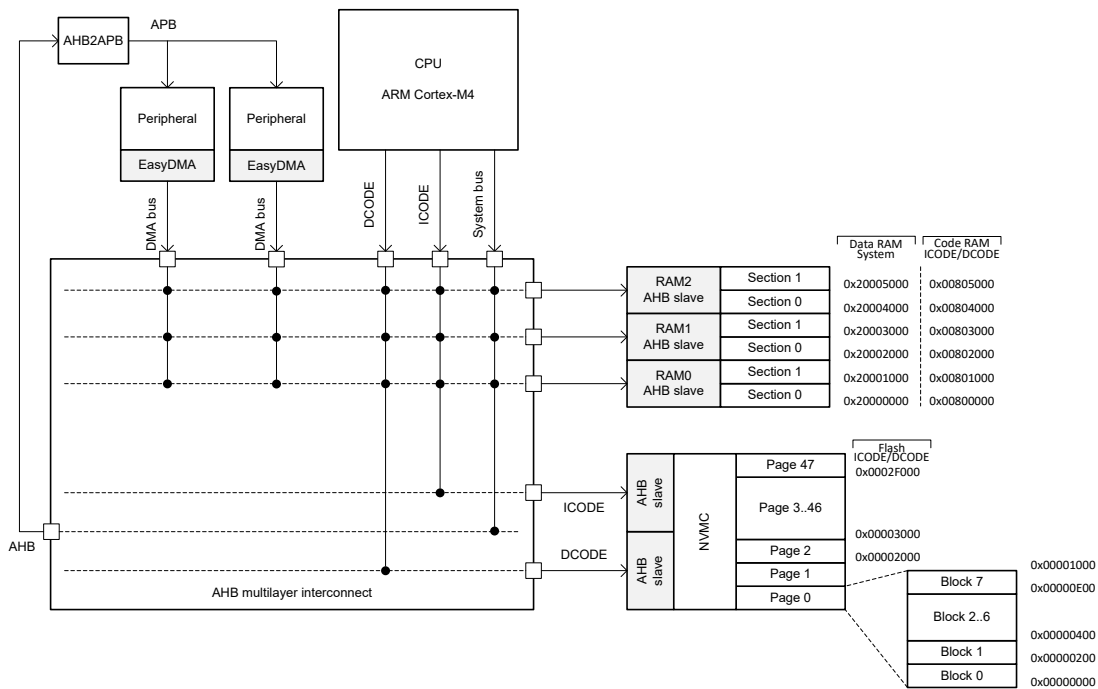 AHB2APB
APB
CPU
ARM Cortex-M4
Peripheral
Peripheral
EasyDMA
EasyDMA
DMA bus
DMA bus
DCODE
ICODE
System bus
Data RAM
System
Code RAM
ICODE/DCODE
RAM2
AHB slave
Section 1
0x20005000
0x00805000
Section 0
0x20004000
0x00804000
RAM1
AHB slave
Section 1
0x20003000
0x00803000
Section 0
0x20002000
0x00802000
RAM0
AHB slave
Section 1
0x20001000
0x00801000
Section 0
0x20000000
0x00800000
Flash
ICODE/DCODE
Page 47
0x0002F000
AHB
slave
NVMC
ICODE
Page 3..46
0x00003000
AHB
DCODE
AHB
slave
Page 2
0x00002000
Page 1
0x00001000
Page 0
Block 7
0x00000E00
Block 2..6
0x00000400
Block 1
0x00000200
Block 0
0x00000000
AHB multilayer interconnect